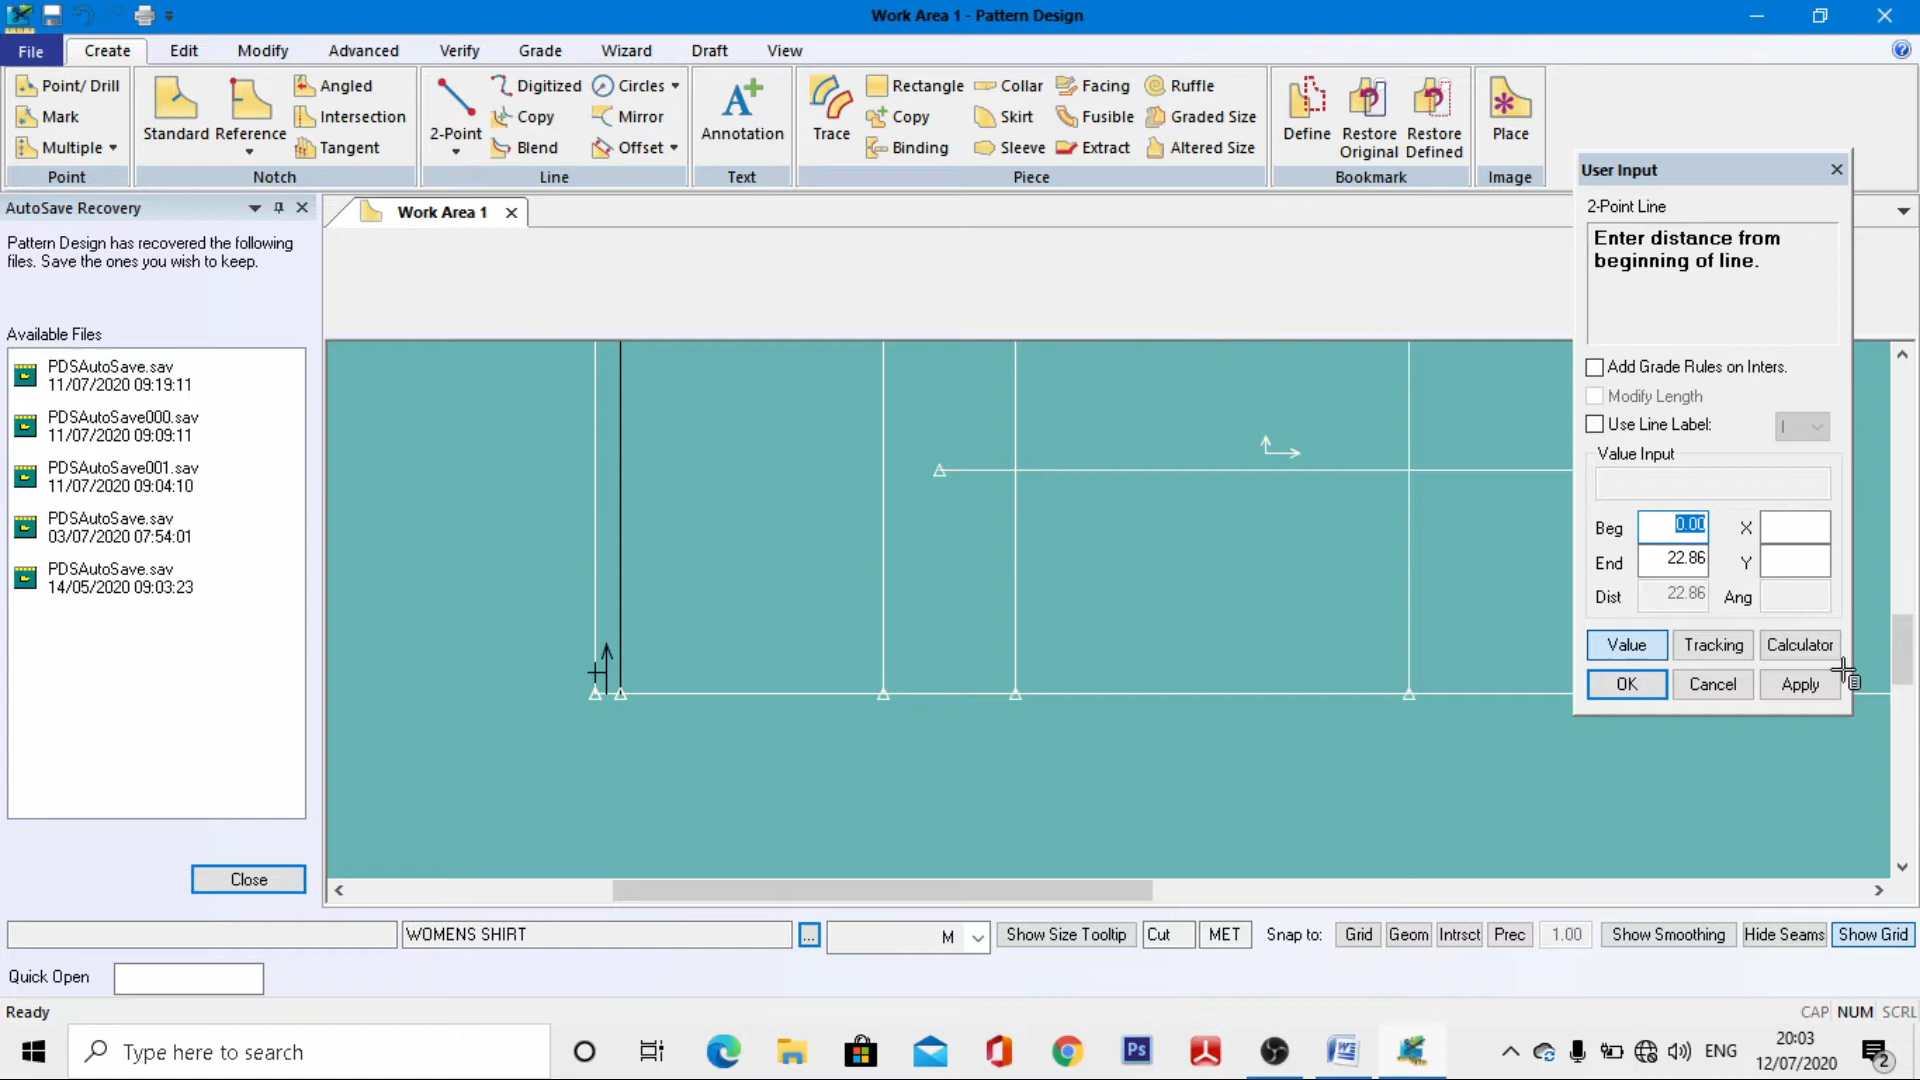 Work Area 1 - Pattern Design
File Create Edit Modify Advanced Verify Grade Wizard Draft View
Point/ Drill
Mark
Multiple
Point
Standard
Reference
Angled
Intersection
Tangent
Notch
2-Point
Digitized
Copy
Blend
Circles
Mirror
Offset
Line
Annotation
Text
Trace
Rectangle
Copy
Binding
Collar
Skirt
Sleeve
Facing
Fusible
Extract
Ruffle
Graded Size
Altered Size
Piece
Define
Restore
Original
Restore
Defined
Bookmark
Place
Image
AutoSave Recovery
Pattern Design has recovered the following
files. Save the ones you wish to keep.
Available Files
PDSAutoSave.sav
11/07/2020 09:19:11
PDSAutoSave000.sav
11/07/2020 09:09:11
PDSAutoSave001.sav
11/07/2020 09:04:10
PDSAutoSave.sav
03/07/2020 07:54:01
PDSAutoSave.sav
14/05/2020 09:03:23
Close
Work Area 1
User Input
2-Point Line
Enter distance from
beginning of line.
Add Grade Rules on Inters.
Modify Length
Use Line Label:
Value Input
Beg 0.00 X
End 22.86 Y
Dist 22.86 Ang
Value Tracking Calculator
OK Cancel Apply
WOMENS SHIRT ... M Show Size Tooltip Cut MET Snap to: Grid Geom Intrsct Prec 1.00 Show Smoothing Hide Seams Show Grid
Quick Open
Ready
CAP NUM SCRL
Type here to search
Ps
ENG
20:03
12/07/2020
2